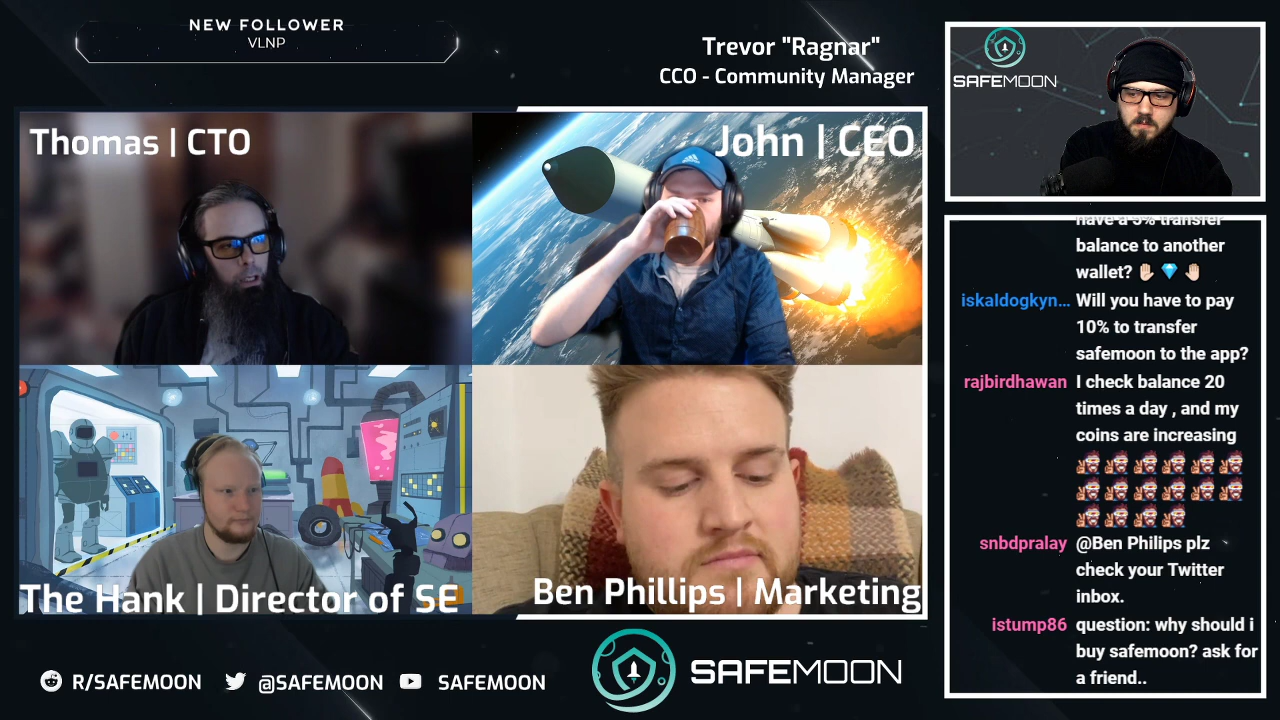 NEW FOLLOWER
VLNP
Trevor "Ragnar"
CCO - Community Manager
SAFEMOON
Thomas | CTO
John | CEO
The Hank | Director of SE
Ben Phillips | Marketing
R/SAFEMOON
@SAFEMOON
SAFEMOON
SAFEMOON
have a 5% transfer
balance to another
wallet? ✋🏻 💎 🤚🏻
iskaldogkyn… Will you have to pay
10% to transfer
safemoon to the app?
rajbirdhawan I check balance 20
times a day , and my
coins are increasing
snbdpralay @Ben Philips plz
check your Twitter
inbox.
istump86 question: why should i
buy safemoon? ask for
a friend..